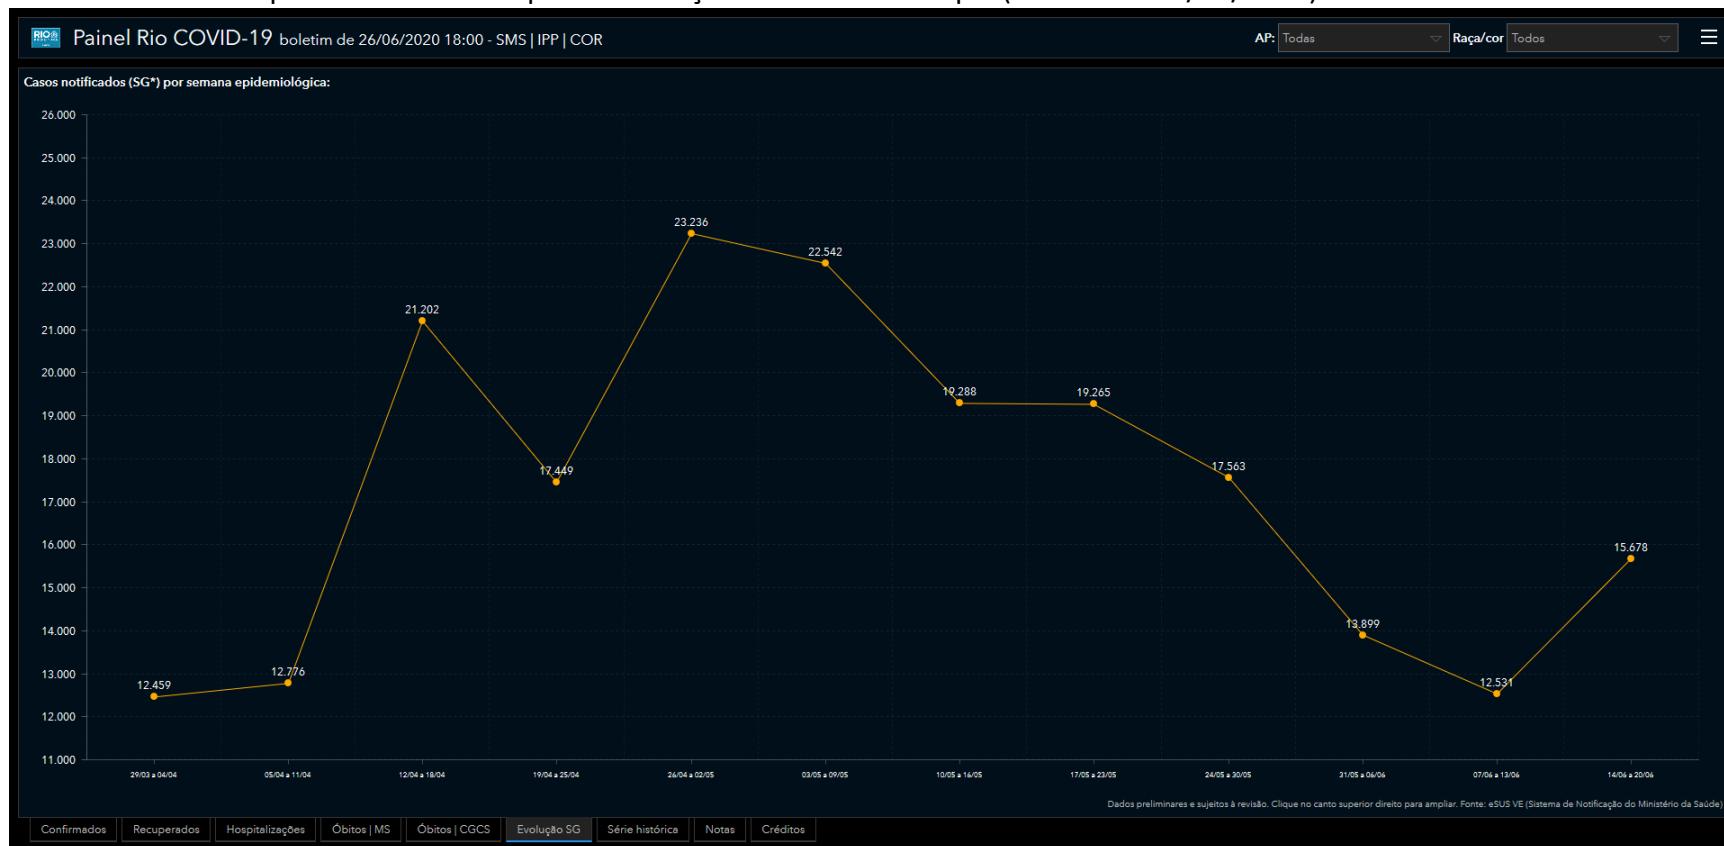 Painel Rio COVID-19 boletim de 26/06/2020 18:00 - SMS | IPP | COR
AP: Todas Raça/cor Todos
Casos notificados (SG*) por semana epidemiológica:
26.000
25.000
24.000
23.000
22.000
21.000
20.000
19.000
18.000
17.000
16.000
15.000
14.000
13.000
12.000
11.000
12.459
12.776
21.202
17.449
23.236
22.542
19.288
19.265
17.563
13.899
12.531
15.678
29/03 a 04/04
05/04 a 11/04
12/04 a 18/04
19/04 a 25/04
26/04 a 02/05
03/05 a 09/05
10/05 a 16/05
17/05 a 23/05
24/05 a 30/05
31/05 a 06/06
07/06 a 13/06
14/06 a 20/06
Dados preliminares e sujeitos à revisão. Clique no canto superior direito para ampliar. Fonte: eSUS VE (Sistema de Notificação do Ministério da Saúde)
Confirmados Recuperados Hospitalizações Óbitos | MS Óbitos | CGCS Evolução SG Série histórica Notas Créditos